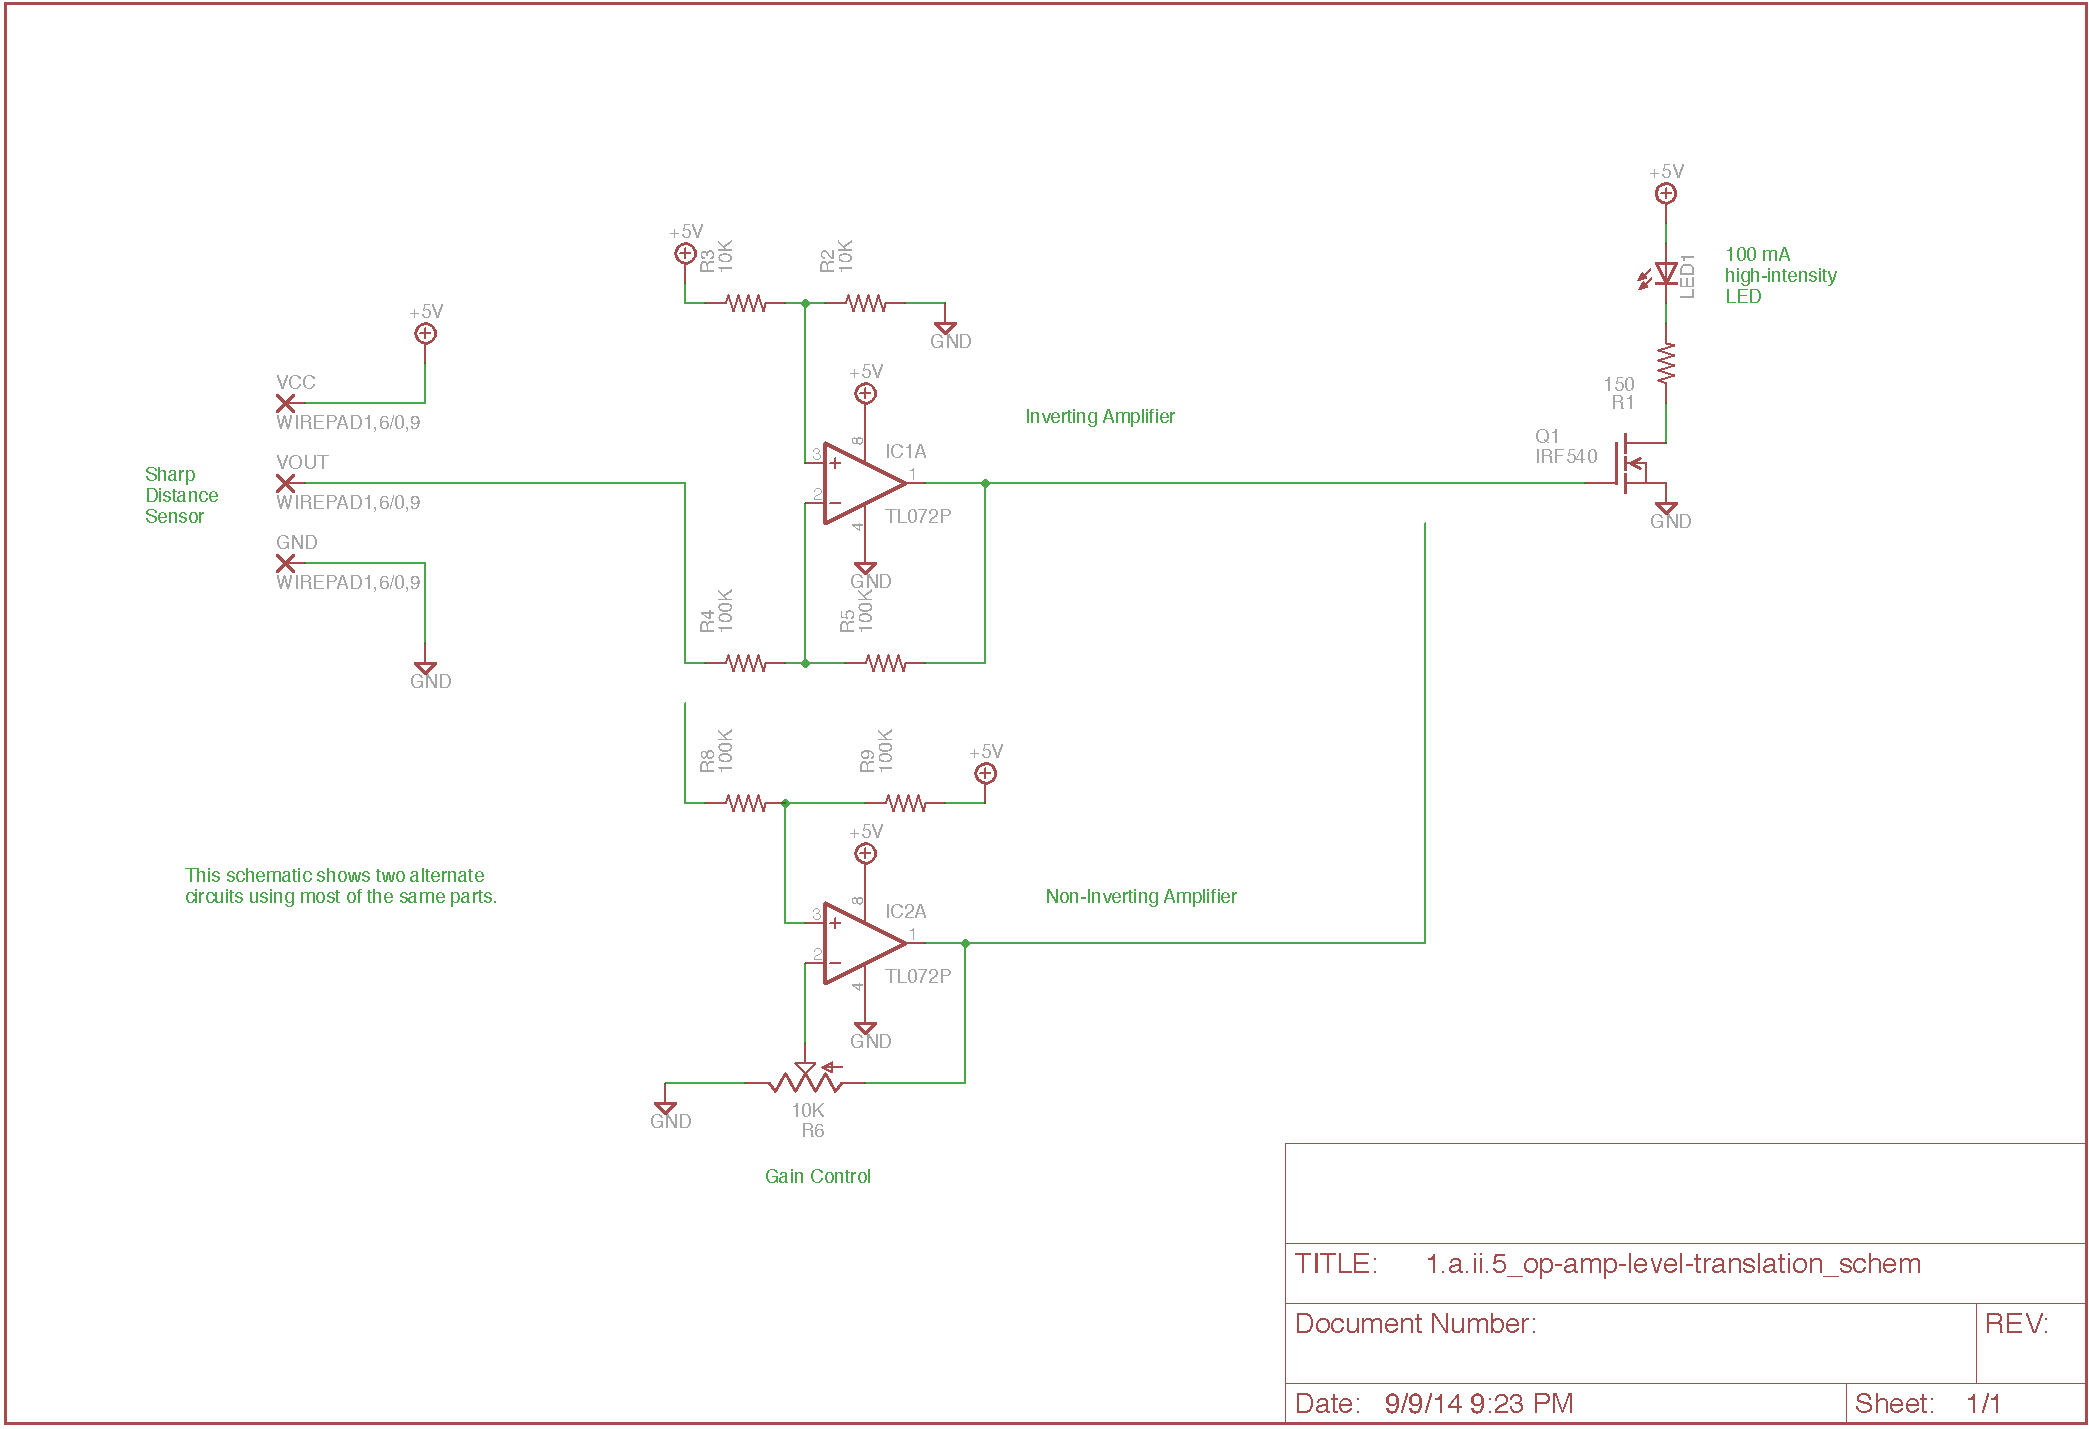 +5V
+5V
R3
10K
R2
10K
GND
100 mA
high-intensity
LED
LED1
+5V
VCC
WIREPAD1,6/0,9
+5V
150
R1
Inverting Amplifier
Q1
IRF540
VOUT
WIREPAD1,6/0,9
Sharp
Distance
Sensor
3
+
2
-
8
4
1
IC1A
TL072P
GND
GND
GND
WIREPAD1,6/0,9
GND
R4
100K
R5
100K
R8
100K
R9
100K
+5V
+5V
This schematic shows two alternate
circuits using most of the same parts.
Non-Inverting Amplifier
3
+
2
-
8
4
1
IC2A
TL072P
GND
GND
10K
R6
Gain Control
TITLE: 1.a.ii.5_op-amp-level-translation_schem
Document Number:
REV:
Date: 9/9/14 9:23 PM
Sheet: 1/1